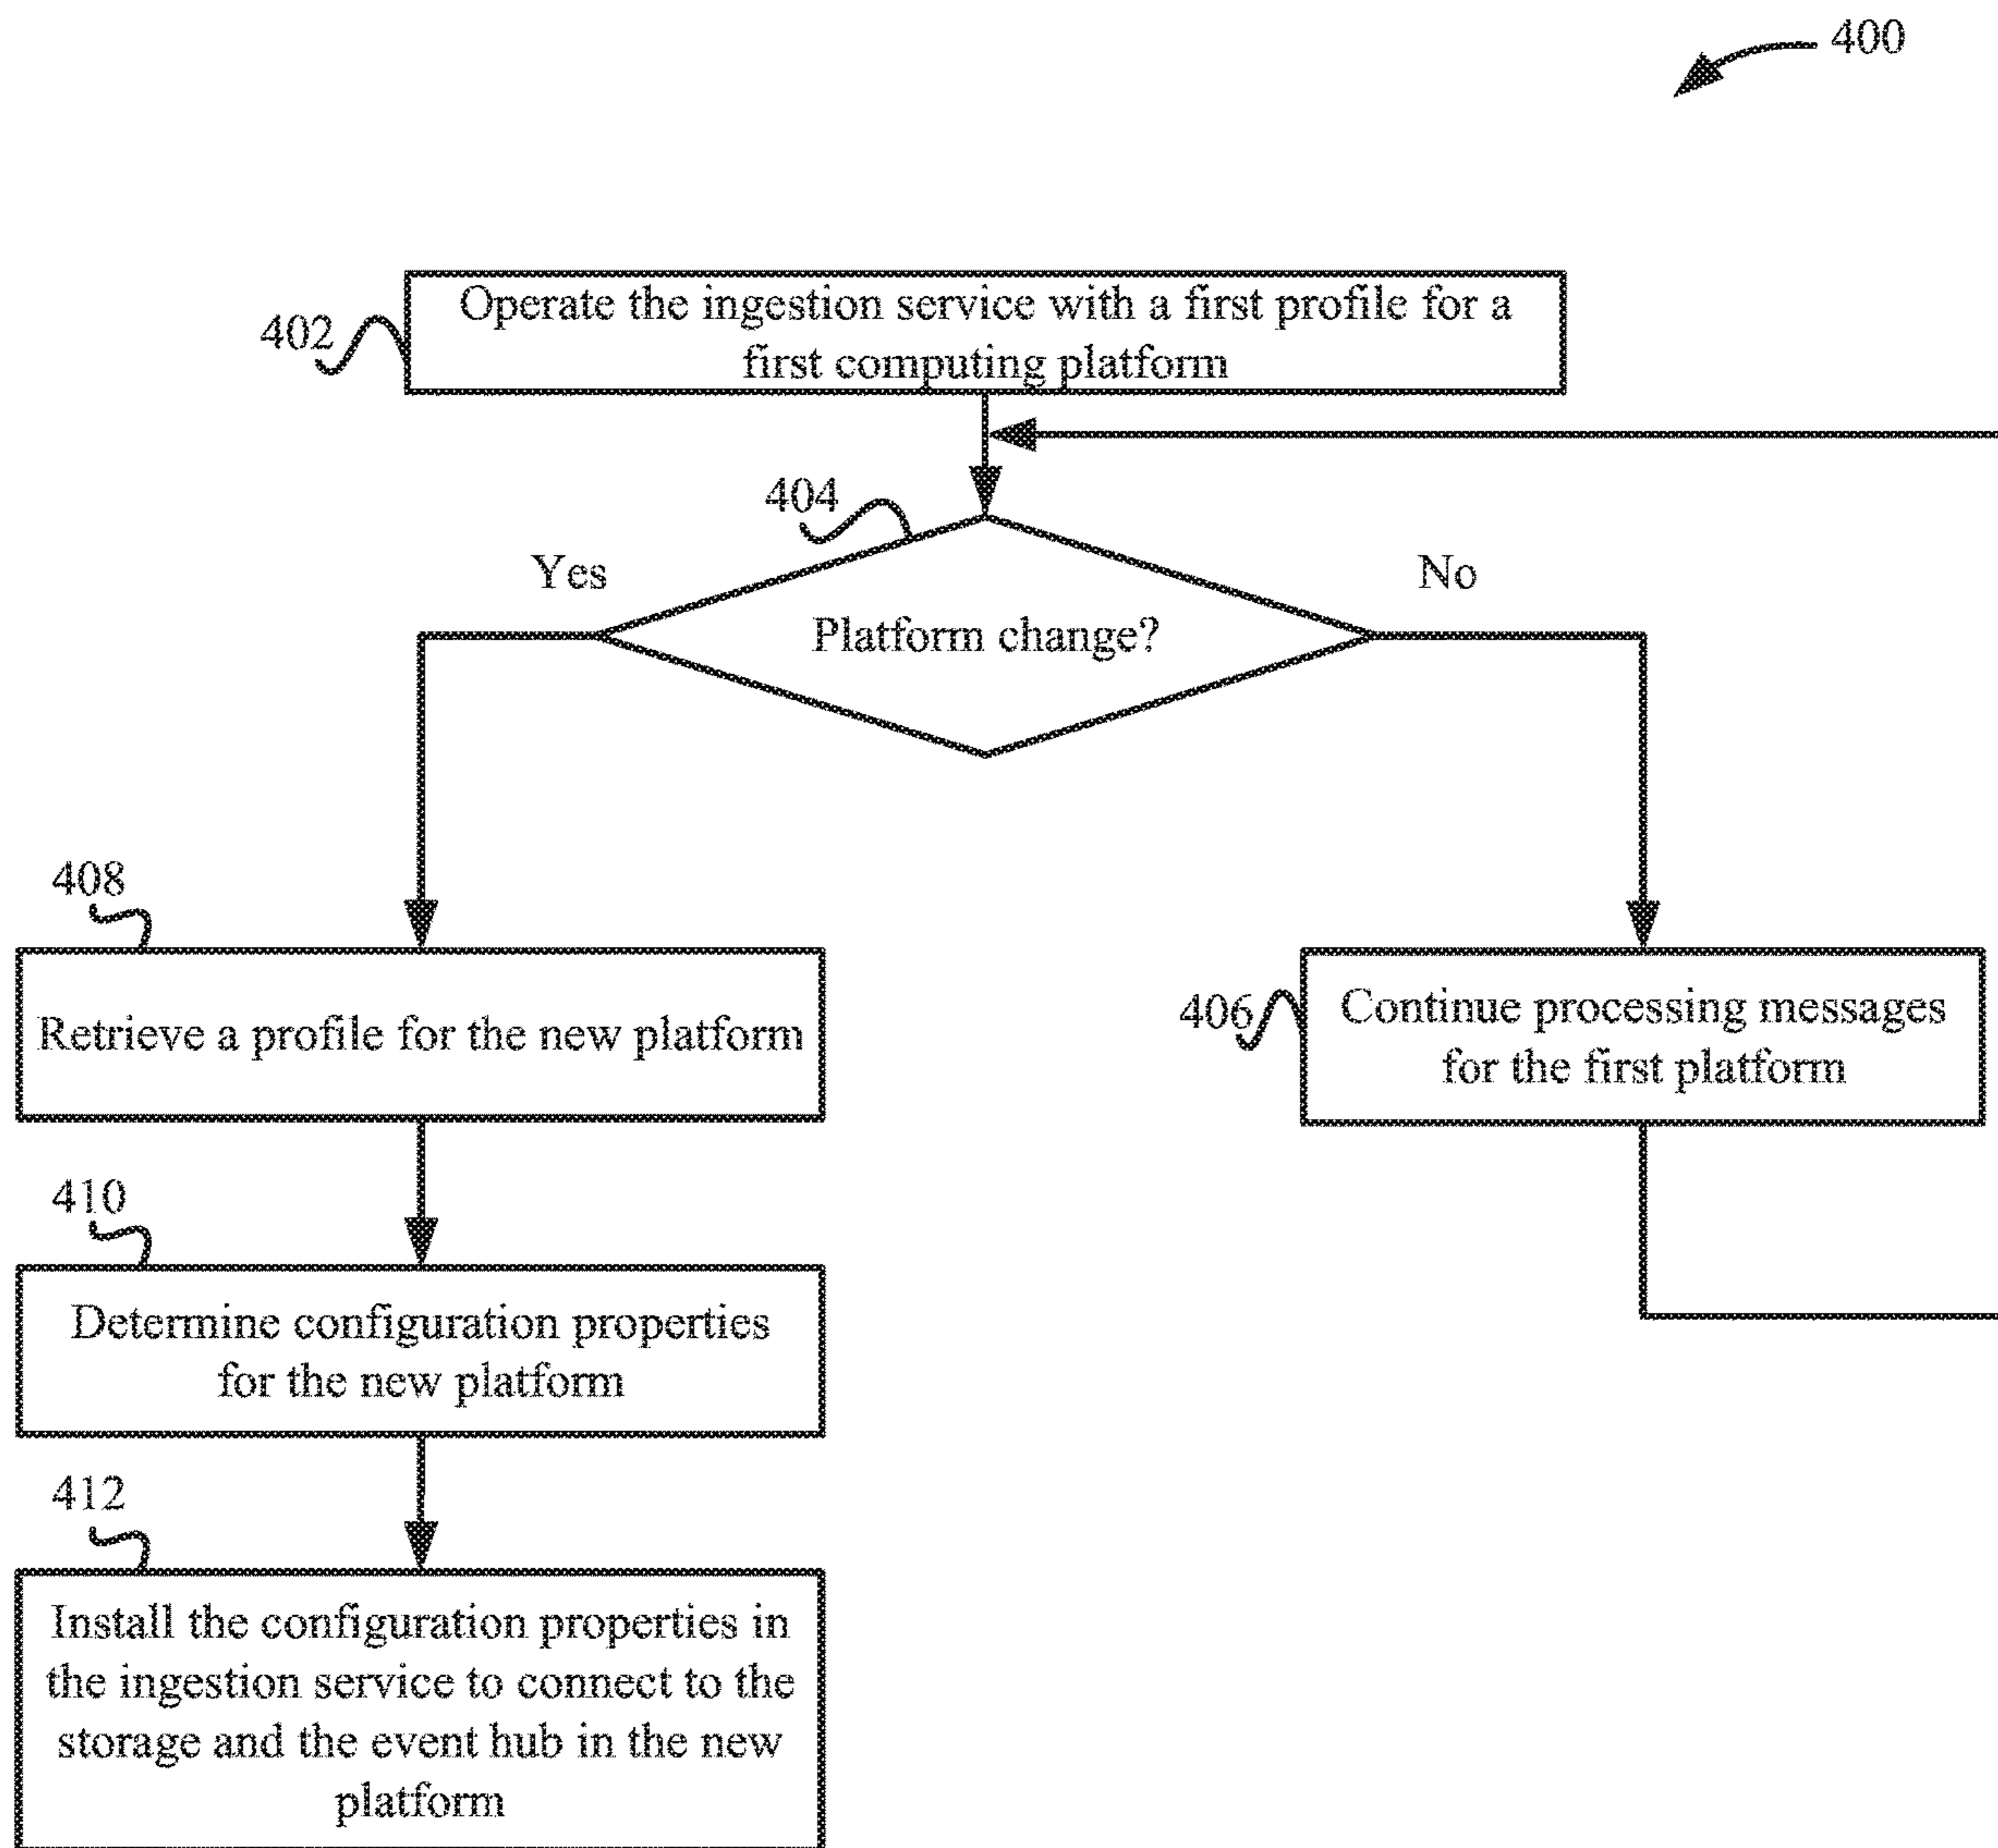 400
402
Operate the ingestion service with a first profile for a
first computing platform
404
Yes
No
Platform change?
408
Retrieve a profile for the new platform
406
Continue processing messages
for the first platform
410
Determine configuration properties
for the new platform
412
Install the configuration properties in
the ingestion service to connect to the
storage and the event hub in the new
platform